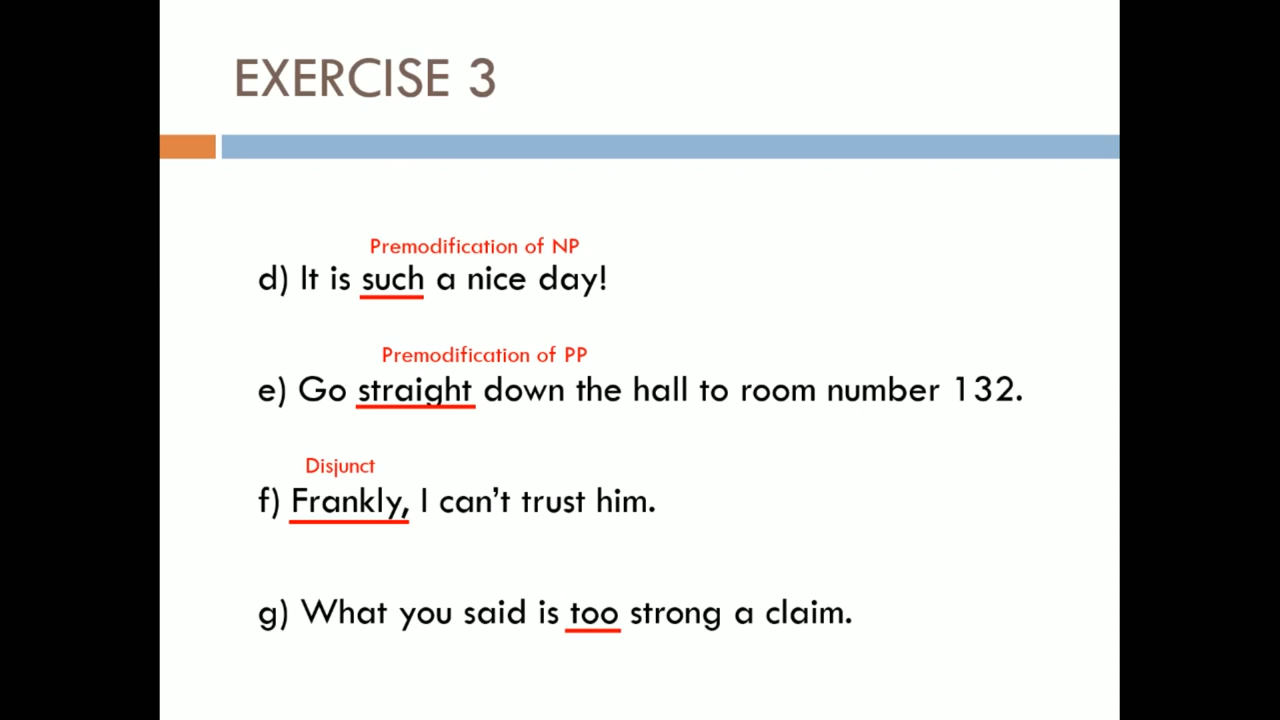 EXERCISE 3
Premodification of NP
d) It is such a nice day!
Premodification of PP
e) Go straight down the hall to room number 132.
Disjunct
f) Frankly, I can’t trust him.
g) What you said is too strong a claim.